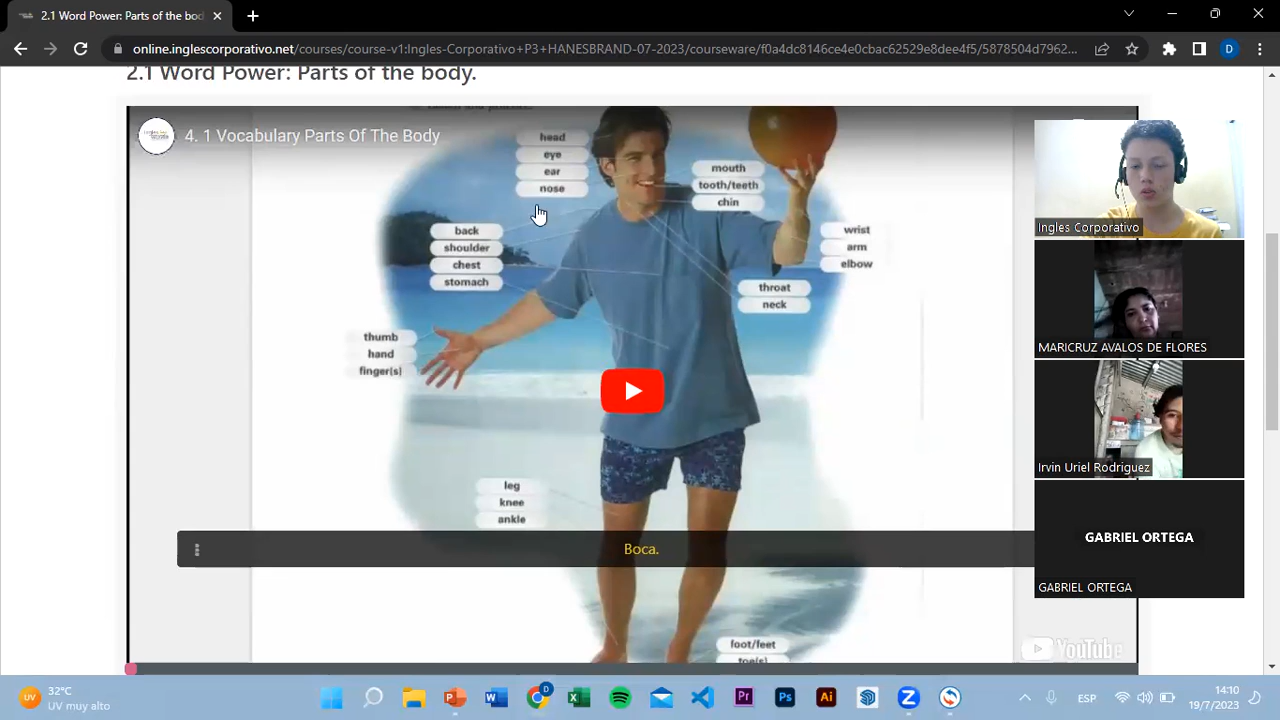 2.1 Word Power: Parts of the bod
online.inglescorporativo.net/courses/course-v1:Ingles-Corporativo+P3+HANESBRAND-07-2023/courseware/f0a4dc8146ce4e0cbac62529e8dee4f5/5878504d7962...
D
2.1 Word Power: Parts of the body.
4. 1 Vocabulary Parts Of The Body
head
eye
ear
nose
mouth
tooth/teeth
chin
back
shoulder
chest
stomach
wrist
arm
elbow
throat
neck
thumb
hand
finger(s)
leg
knee
ankle
Boca.
foot/feet
toe(s)
YouTube
Ingles Corporativo
MARICRUZ AVALOS DE FLORES
Irvin Uriel Rodriguez
GABRIEL ORTEGA
GABRIEL ORTEGA
UV
32°C
UV muy alto
D
ESP
14:10
19/7/2023